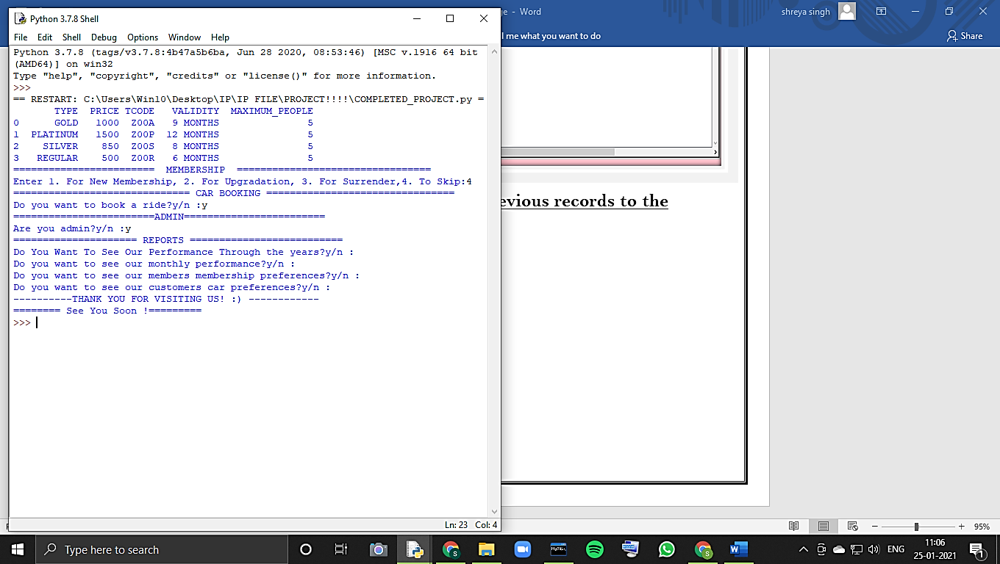 Python 3.7.8 Shell
File Edit Shell Debug Options Window Help
Python 3.7.8 (tags/v3.7.8:4b47a5b6ba, Jun 28 2020, 08:53:46) [MSC v.1916 64 bit
(AMD64)] on win32
Type "help", "copyright", "credits" or "license()" for more information.
>>>
== RESTART: C:\Users\Win10\Desktop\IP\IP FILE\PROJECT!!!!\COMPLETED_PROJECT.py =
TYPE PRICE TCODE VALIDITY MAXIMUM_PEOPLE
0 GOLD 1000 Z00A 9 MONTHS 5
1 PLATINUM 1500 Z00P 12 MONTHS 5
2 SILVER 850 Z00S 8 MONTHS 5
3 REGULAR 500 Z00R 6 MONTHS 5
======================== MEMBERSHIP =================================
Enter 1. For New Membership, 2. For Upgradation, 3. For Surrender,4. To Skip:4
============================== CAR BOOKING ================================
Do you want to book a ride?y/n :y
========================ADMIN========================
Are you admin?y/n :y
===================== REPORTS ==========================
Do You Want To See Our Performance Through the years?y/n :
Do you want to see our monthly performance?y/n :
Do you want to see our members membership preferences?y/n :
Do you want to see our customers car preferences?y/n :
----------THANK YOU FOR VISITING US! :) ------------
======== See You Soon !=========
>>>
Ln: 23 Col: 4
ge - Word
shreya singh
l me what you want to do
Share
evious records to the
95%
Type here to search
MySQL
S
S
W
ENG
11:06
25-01-2021
1